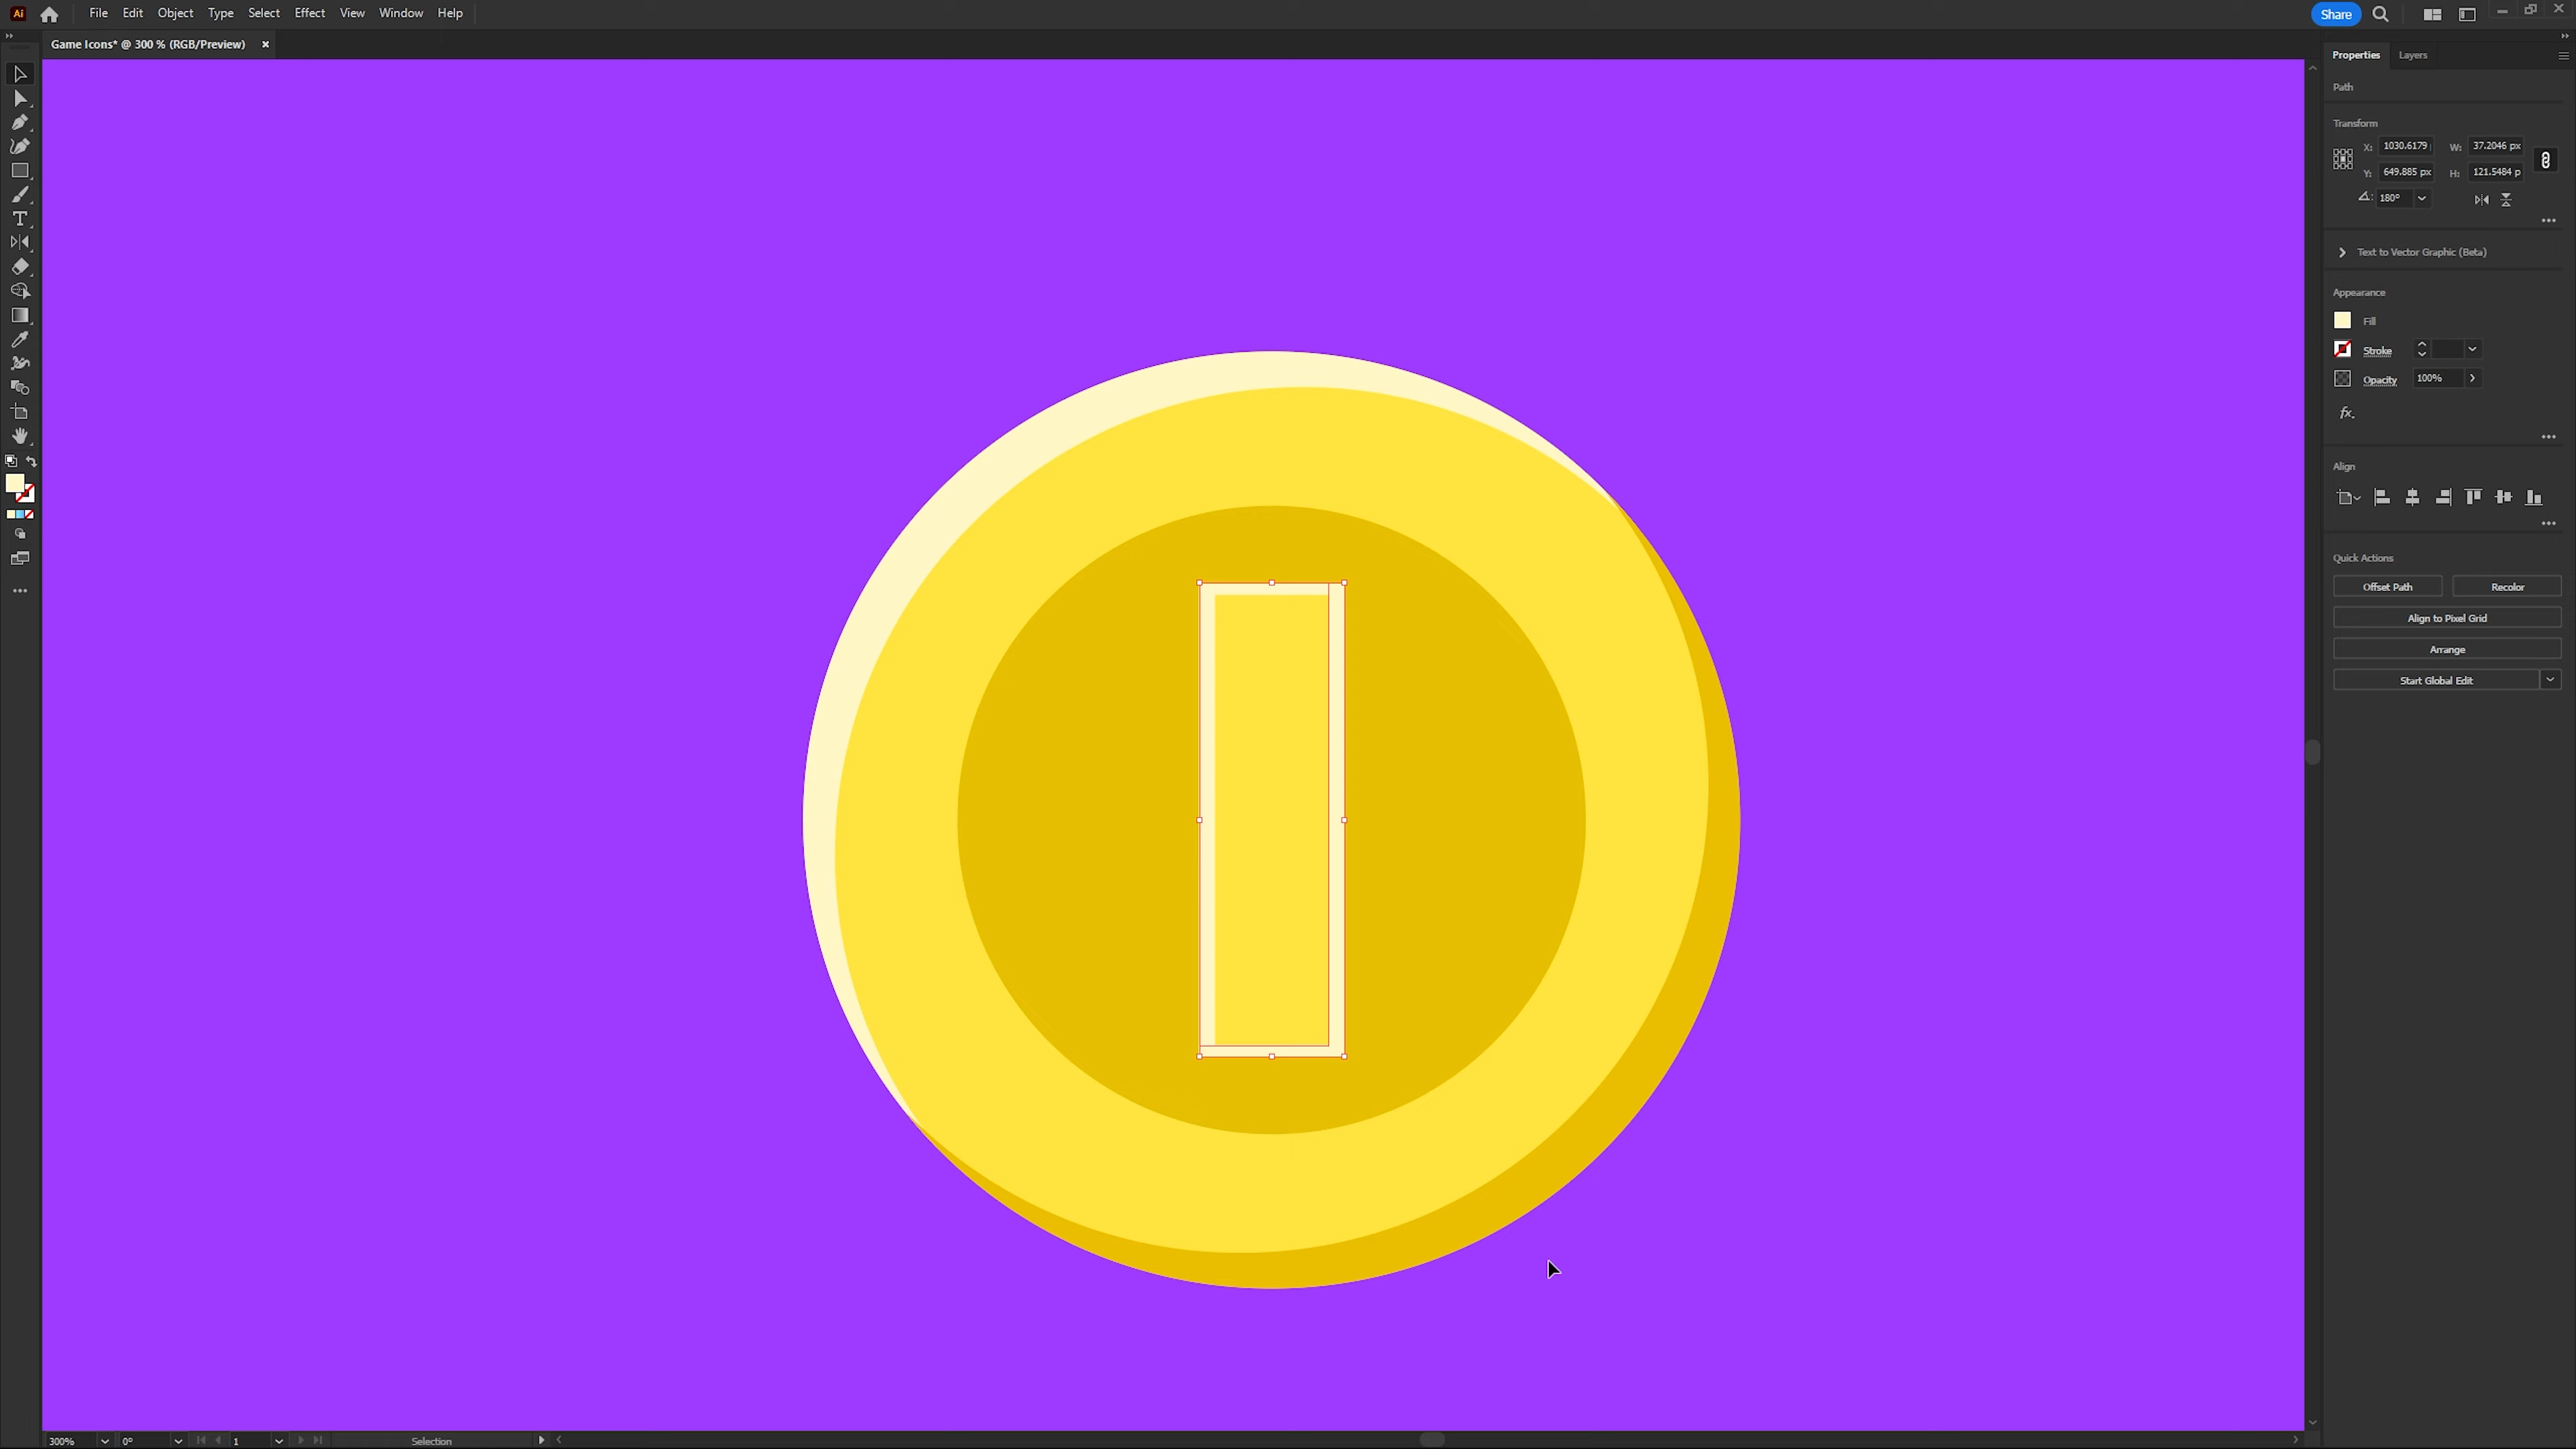 Ai File Edit Object Type Select Effect View Window Help Share
Game Icons* @ 300 % (RGB/Preview) ×
Properties Layers
Path
Transform
X: 1030.6179 W: 37.2046 px
Y: 649.885 px H: 121.5484 p
180°
Text to Vector Graphic (Beta)
Appearance
Fill
Stroke
Opacity 100%
fx.
Align
Quick Actions
Offset Path Recolor
Align to Pixel Grid
Arrange
Start Global Edit
300% 0° 1 Selection